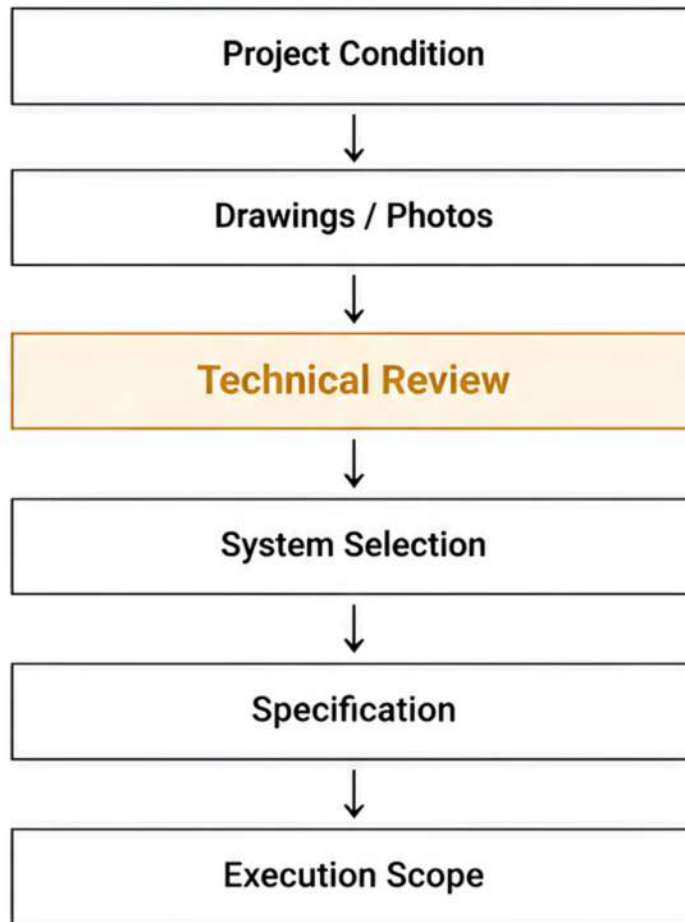 Project Condition
Drawings / Photos
Technical Review
System Selection
Specification
Execution Scope